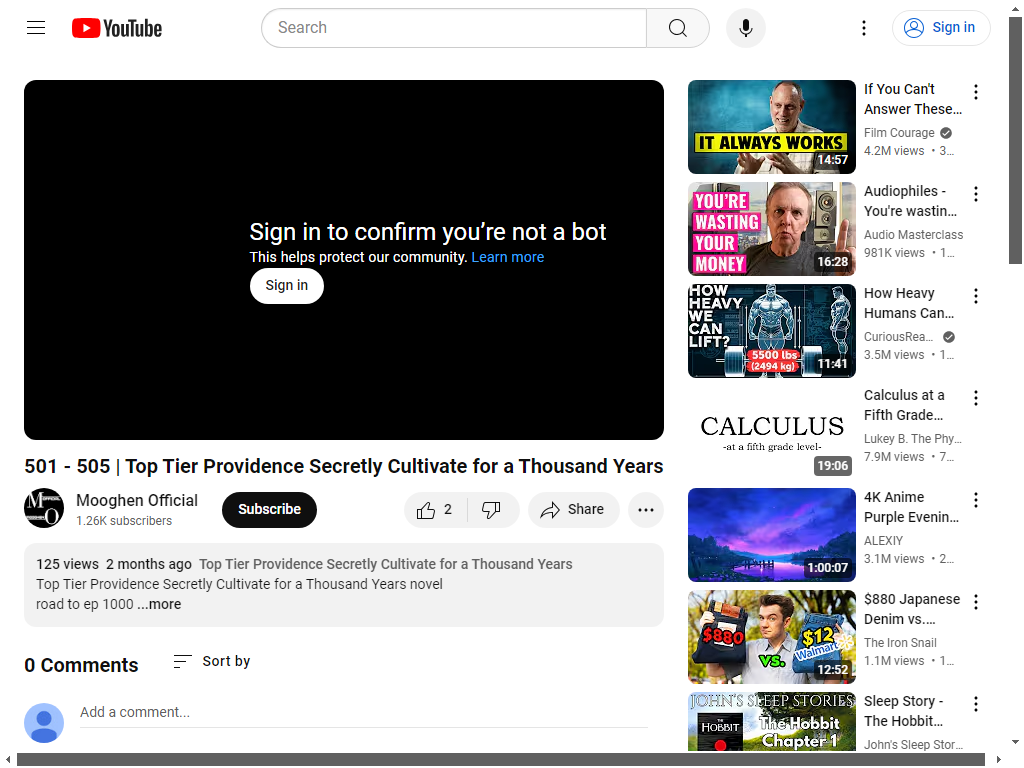 YouTube
Search
Sign in
Sign in to confirm you’re not a bot
This helps protect our community. Learn more
Sign in
501 - 505 | Top Tier Providence Secretly Cultivate for a Thousand Years
Mooghen Official
1.26K subscribers
Subscribe
2
Share
125 views 2 months ago Top Tier Providence Secretly Cultivate for a Thousand Years
Top Tier Providence Secretly Cultivate for a Thousand Years novel
road to ep 1000 ...more
0 Comments
Sort by
Add a comment...
IT ALWAYS WORKS
14:57
If You Can't
Answer These...
Film Courage
4.2M views • 3...
YOU'RE
WASTING
YOUR
MONEY
16:28
Audiophiles -
You're wastin...
Audio Masterclass
981K views • 1...
HOW
HEAVY
WE
CAN
LIFT?
5500 lbs
(2494 kg)
11:41
How Heavy
Humans Can...
CuriousRea...
3.5M views • 1...
CALCULUS
-at a fifth grade level-
19:06
Calculus at a
Fifth Grade...
Lukey B. The Phy...
7.9M views • 7...
1:00:07
4K Anime
Purple Evenin...
ALEXIY
3.1M views • 2...
$880
VS.
$12
Walmart
12:52
$880 Japanese
Denim vs....
The Iron Snail
1.1M views • 1...
JOHN'S SLEEP STORIES
THE
HOBBIT
The Hobbit
Chapter 1
Sleep Story -
The Hobbit...
John's Sleep Stor...